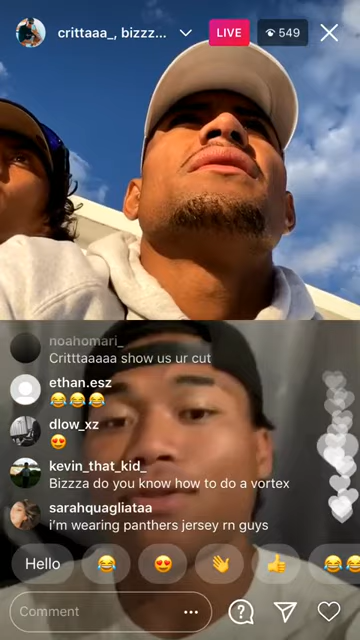 crittaaa_, bizzz...
LIVE
549
noahomari_
Critttaaaaa show us ur cut
ethan.esz
😂😂😂
dlow_xz
😍
kevin_that_kid_
Bizzza do you know how to do a vortex
sarahquagliataa
i'm wearing panthers jersey rn guys
Hello 😂 😍 👋 👍 😂😍
Comment